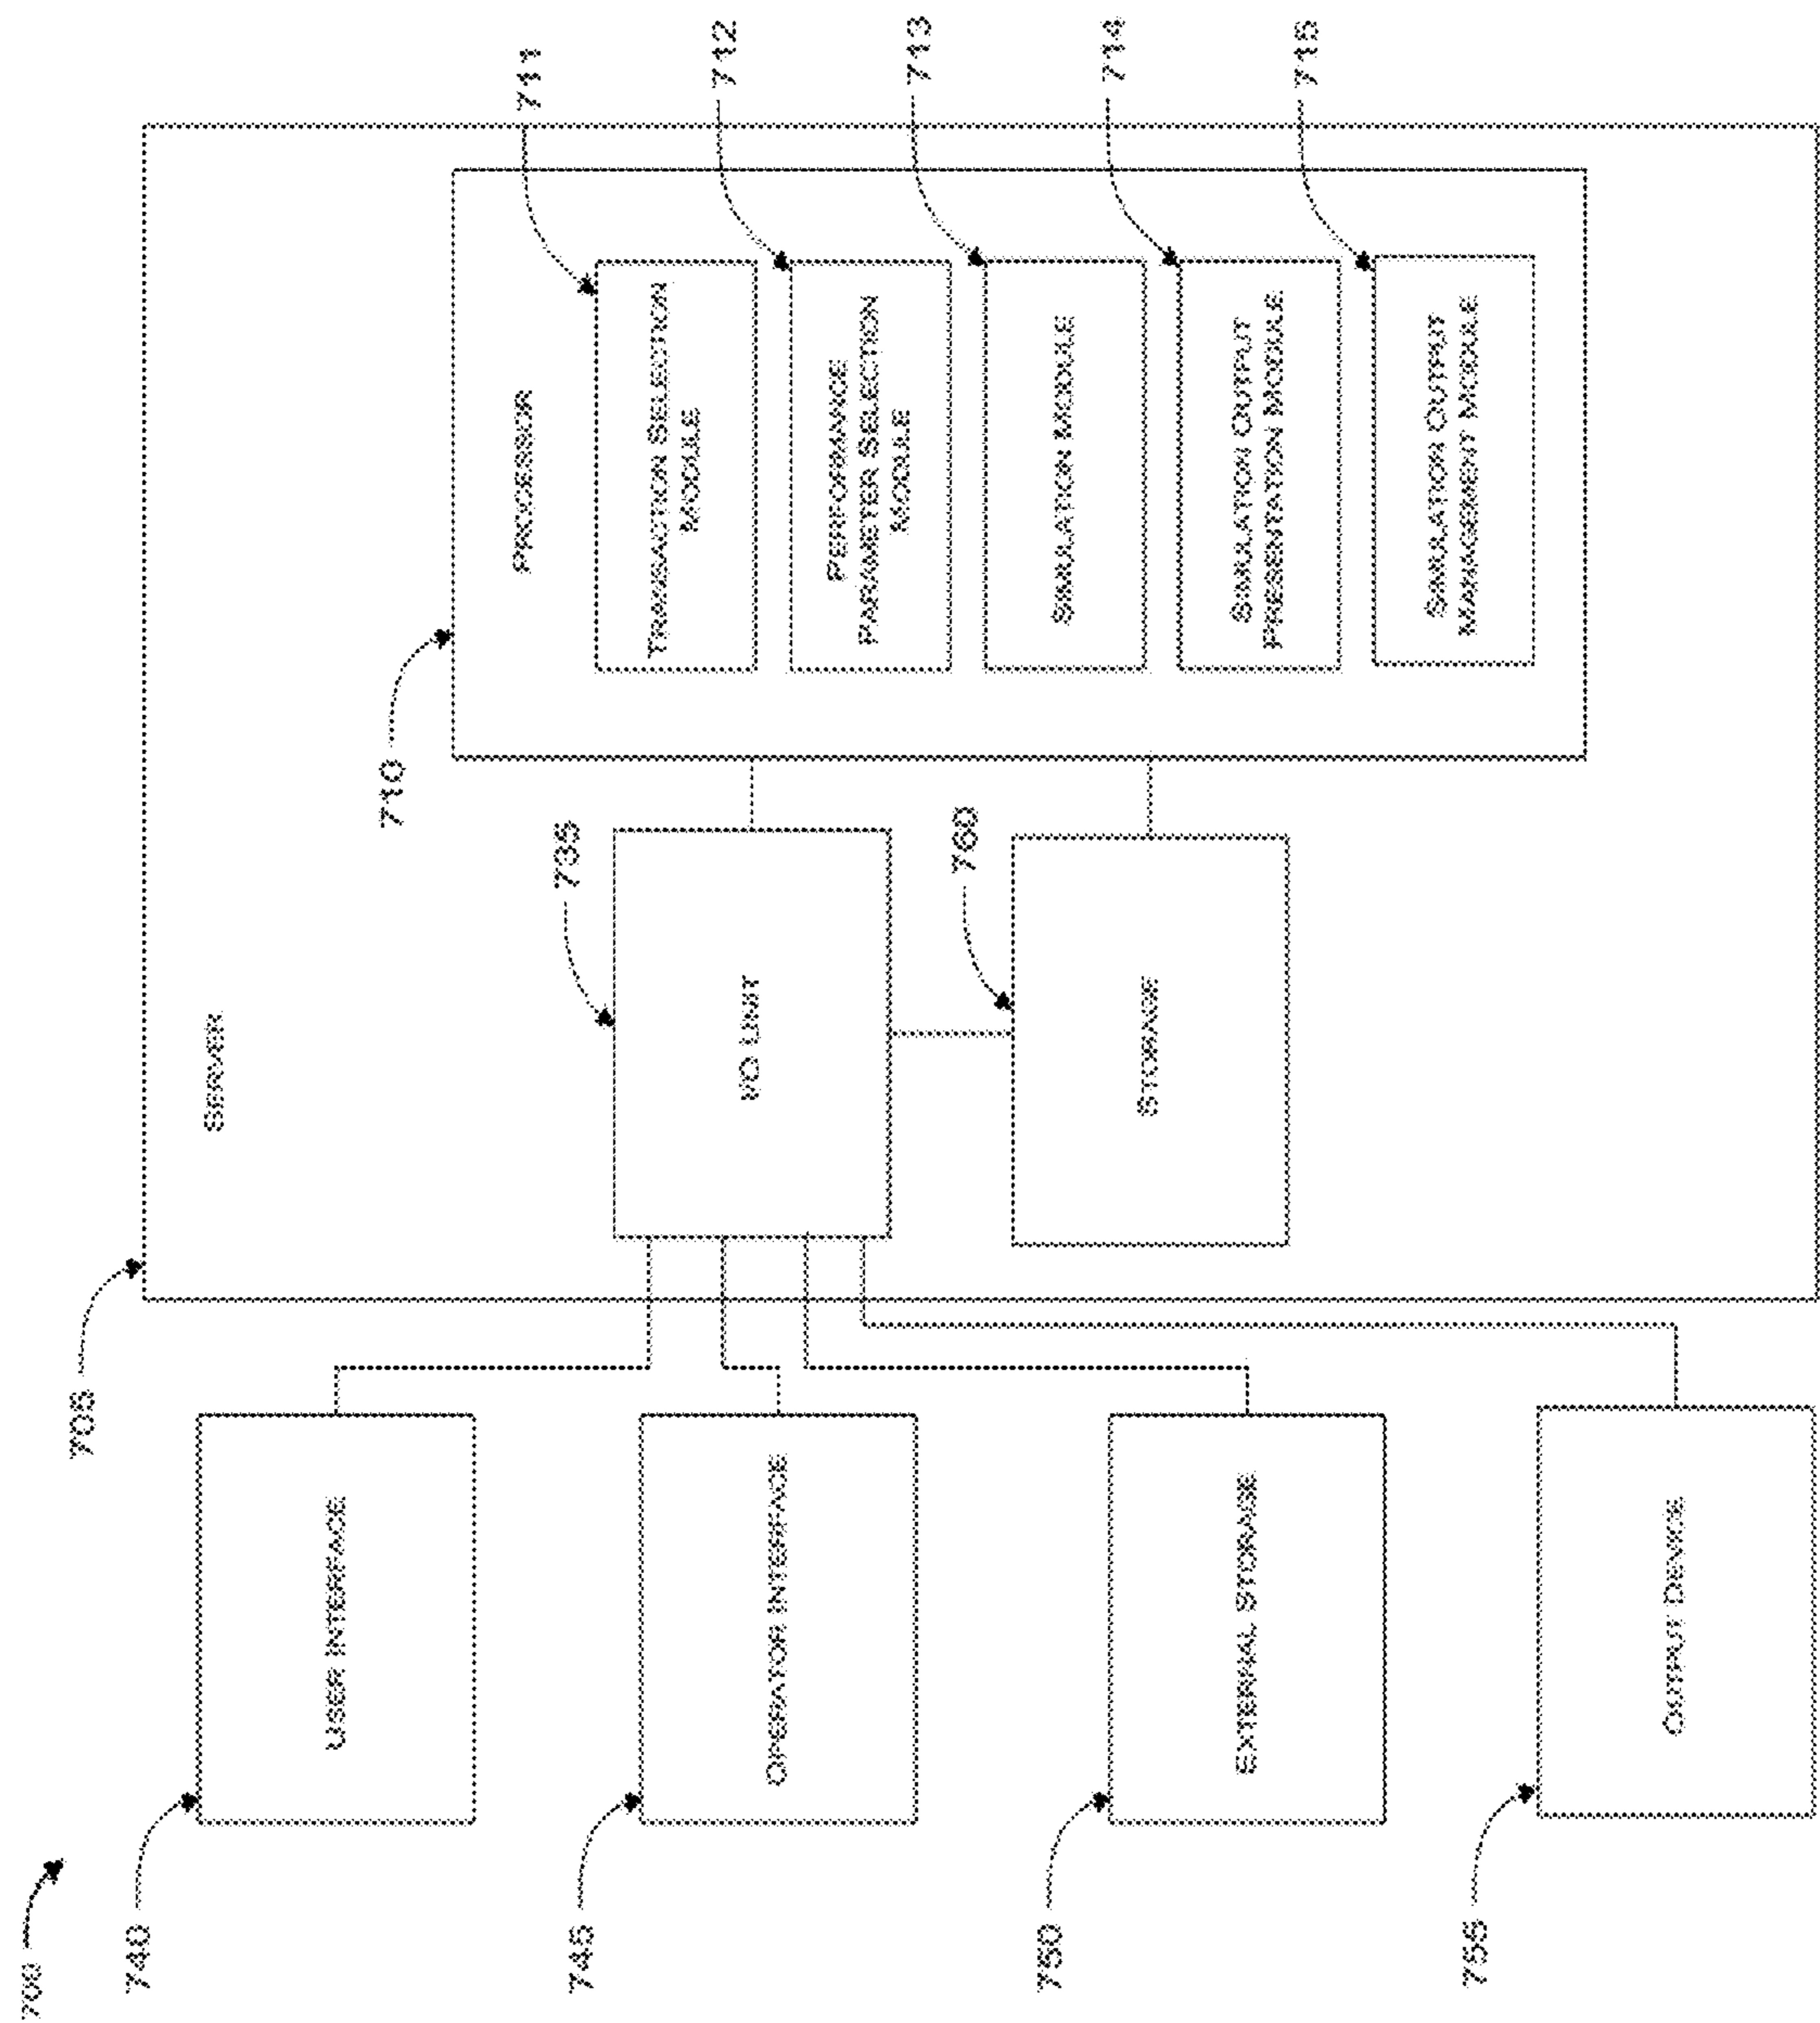 700
705
SERVER
710
PROCESSOR
711
TRANSACTION SELECTION
MODULE
712
PERFORMANCE
PARAMETER SELECTION
MODULE
713
SIMULATION MODULE
714
SIMULATION OUTPUT
PRESENTATION MODULE
715
SIMULATION OUTPUT
MANAGEMENT MODULE
735
I/O UNIT
760
STORAGE
740
USER INTERFACE
745
OPERATOR INTERFACE
750
EXTERNAL STORAGE
755
OUTPUT DEVICE